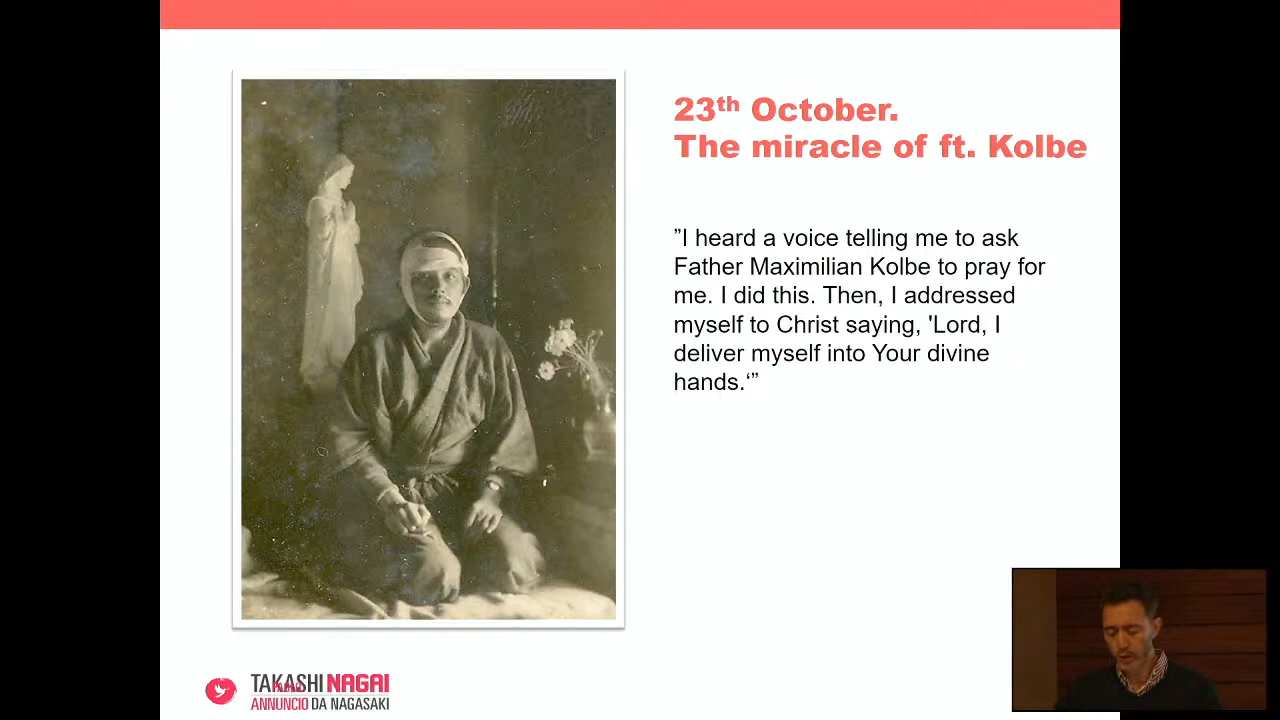 23th October.
The miracle of ft. Kolbe
”I heard a voice telling me to ask
Father Maximilian Kolbe to pray for
me. I did this. Then, I addressed
myself to Christ saying, 'Lord, I
deliver myself into Your divine
hands.‘”
TAKASHI NAGAI
ANNUNCIO DA NAGASAKI